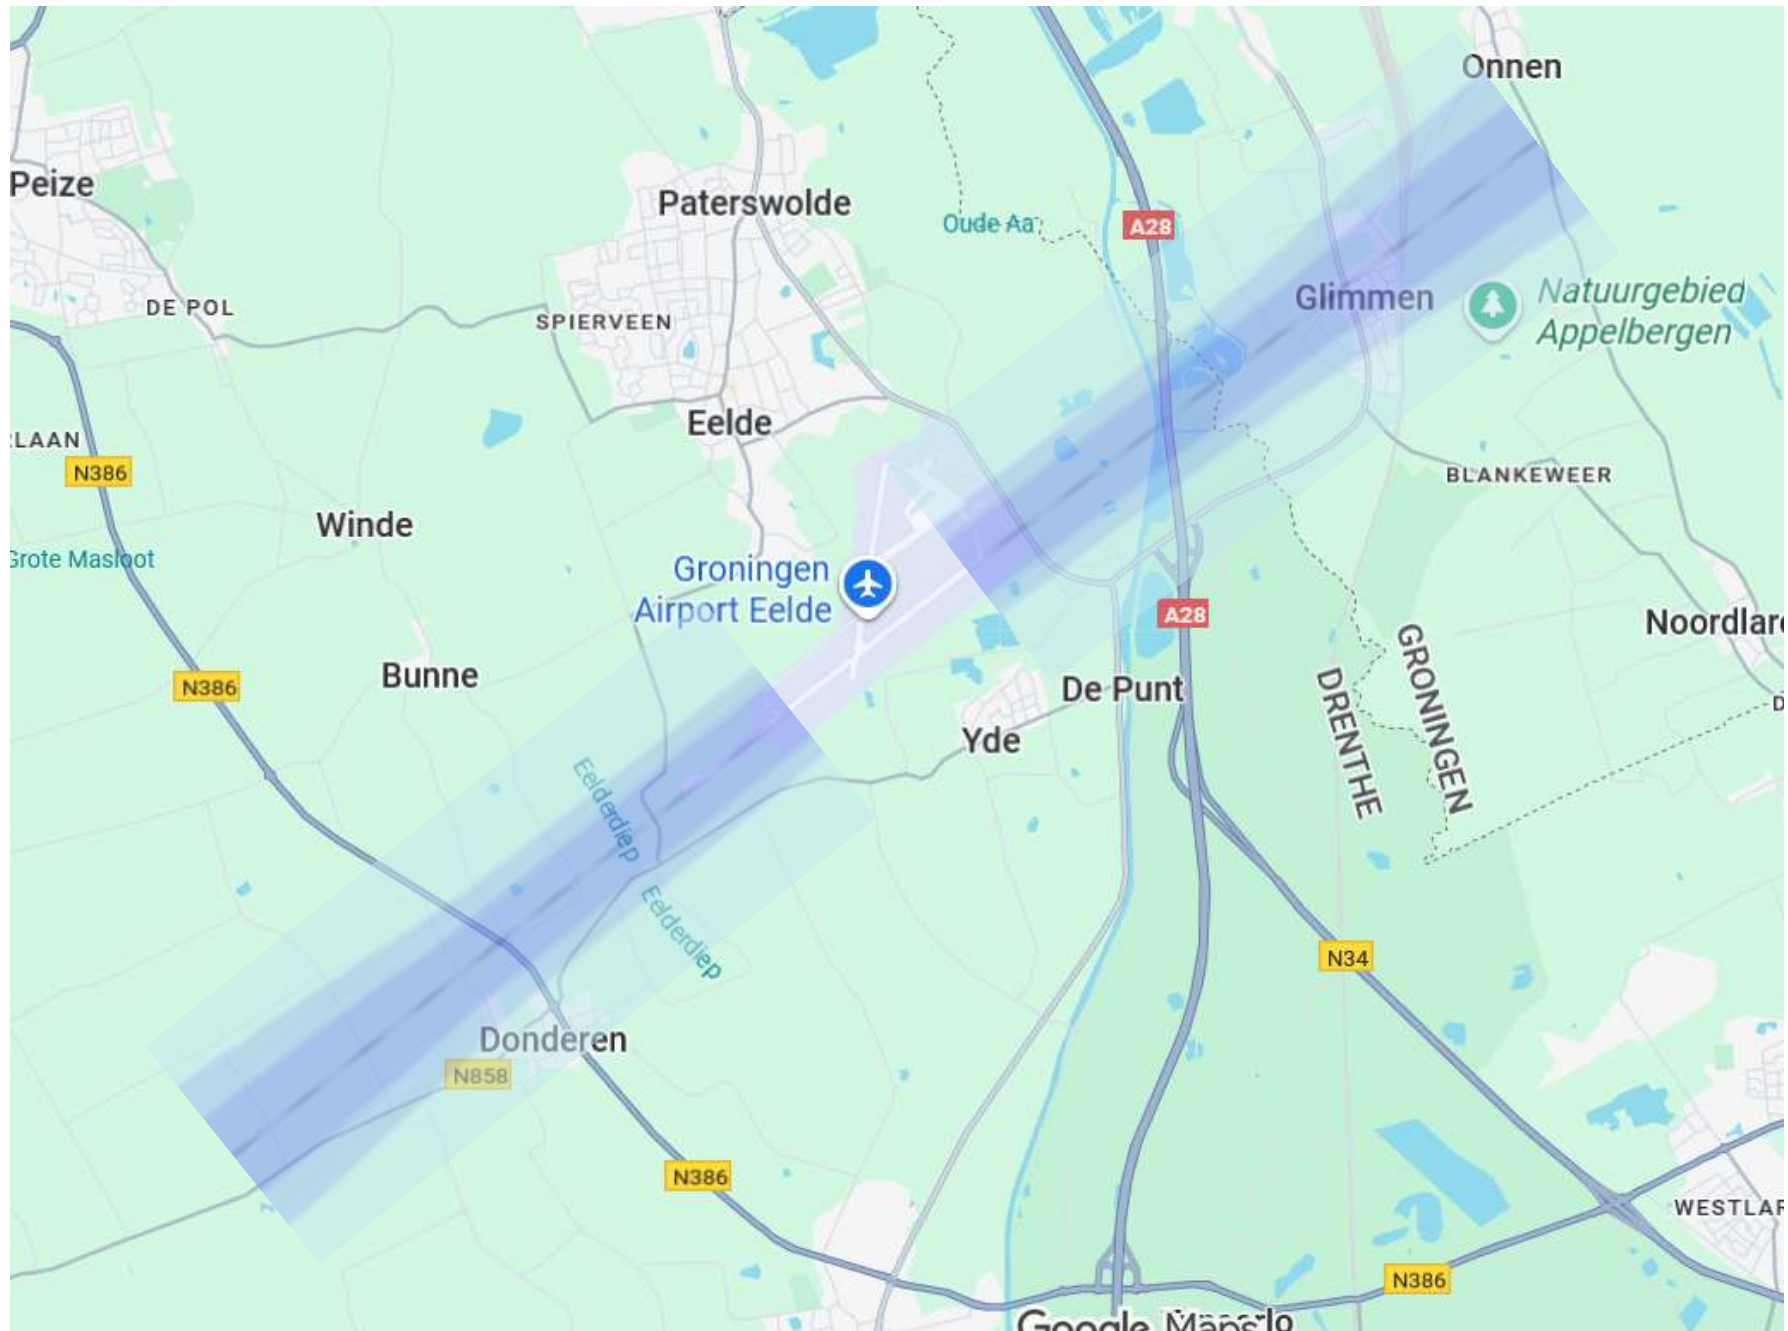 Onnen
Peize
Paterswolde
Oude Aa
A28
DE POL
SPIERVEEN
Glimmen
Natuurgebied
Appelbergen
Eelde
LAAN
N386
BLANKEWEER
Winde
Grote Masloot
Groningen
Airport Eelde
A28
Noordlar
GRONINGEN
DRENTHE
Bunne
N386
De Punt
D
Yde
Eelderdiep
Eelderdiep
N34
Donderen
N858
N386
WESTLAR
N386
Google Maps